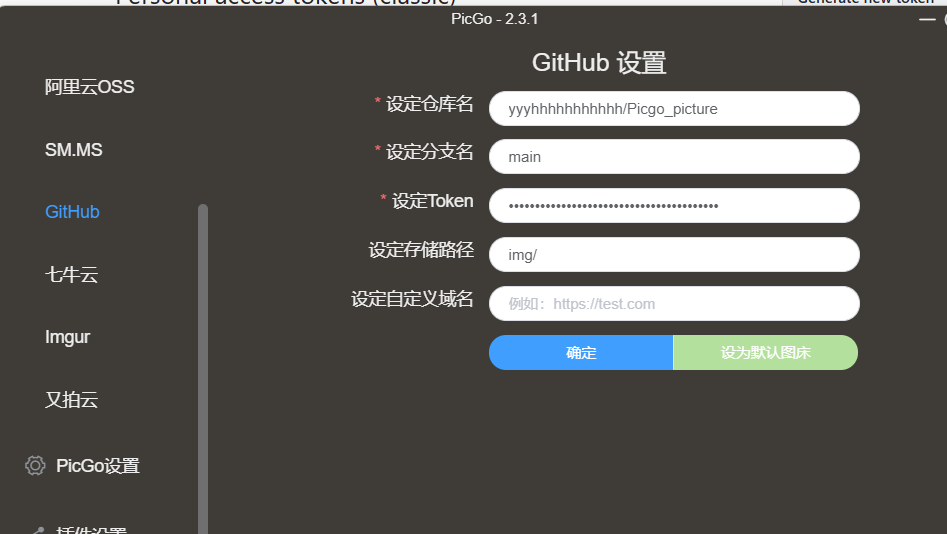 Personal access tokens (classic)
Generate new token
PicGo - 2.3.1
GitHub 设置
阿里云OSS
SM.MS
GitHub
七牛云
Imgur
又拍云
PicGo设置
插件设置
* 设定仓库名
yyyhhhhhhhhhhh/Picgo_picture
* 设定分支名
main
* 设定Token
设定存储路径
img/
设定自定义域名
例如：https://test.com
确定
设为默认图床